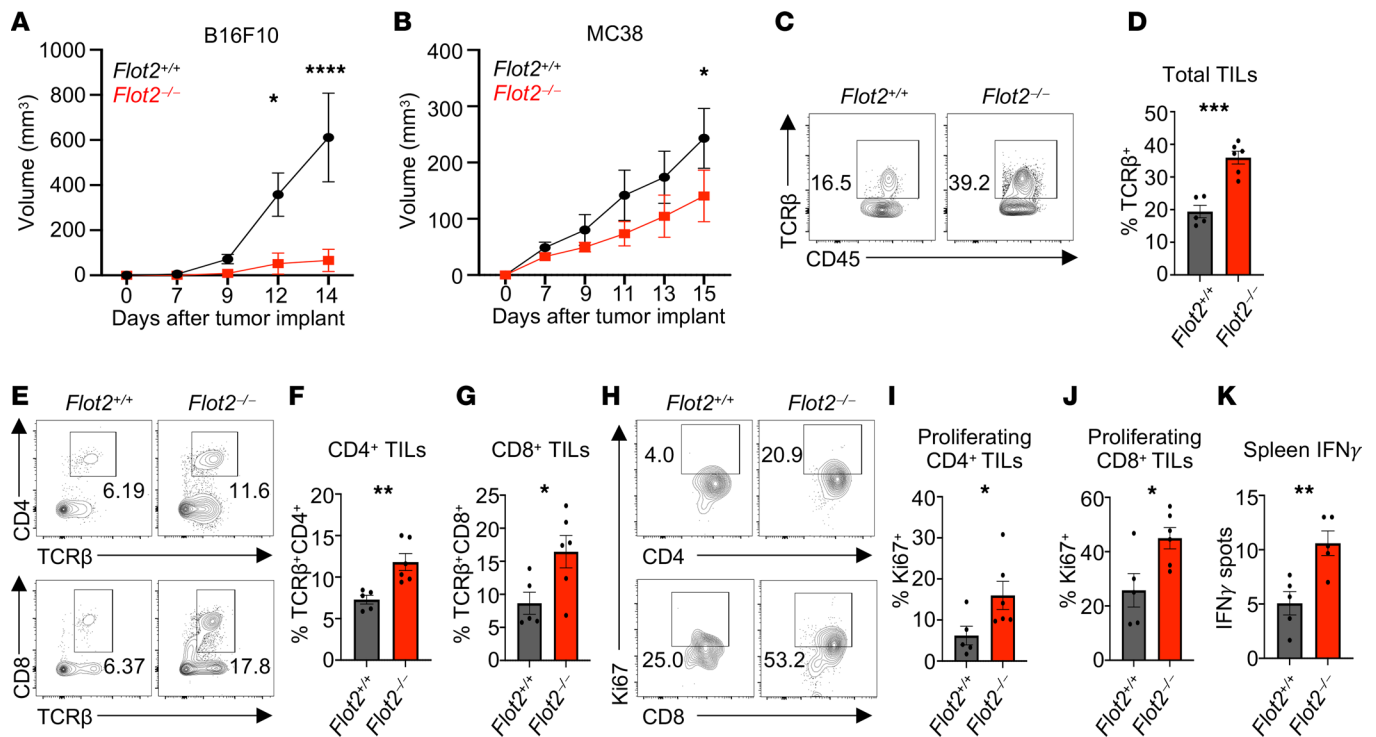 A
B16F10
Flot2+/+
Flot2−/−
*
****
Volume (mm³)
1000
800
600
400
200
0
0 7 9 12 14
Days after tumor implant
B
MC38
Flot2+/+
Flot2−/−
*
Volume (mm³)
400
300
200
100
0
0 7 9 11 13 15
Days after tumor implant
C
Flot2+/+ Flot2−/−
16.5 39.2
TCRβ
CD45
D
Total TILs
***
% TCRβ+
50
40
30
20
10
0
Flot2+/+ Flot2−/−
E
Flot2+/+ Flot2−/−
CD4
6.19 11.6
TCRβ
CD8
6.37 17.8
TCRβ
F
CD4+ TILs
**
% TCRβ+CD4+
20
15
10
5
0
Flot2+/+ Flot2−/−
G
CD8+ TILs
*
% TCRβ+CD8+
25
20
15
10
5
0
Flot2+/+ Flot2−/−
H
Flot2+/+ Flot2−/−
4.0 20.9
CD4
Ki67
25.0 53.2
CD8
I
Proliferating
CD4+ TILs
*
% Ki67+
40
30
20
10
0
Flot2+/+ Flot2−/−
J
Proliferating
CD8+ TILs
*
% Ki67+
60
40
20
0
Flot2+/+ Flot2−/−
K
Spleen IFNγ
**
IFNγ spots
15
10
5
0
Flot2+/+ Flot2−/−